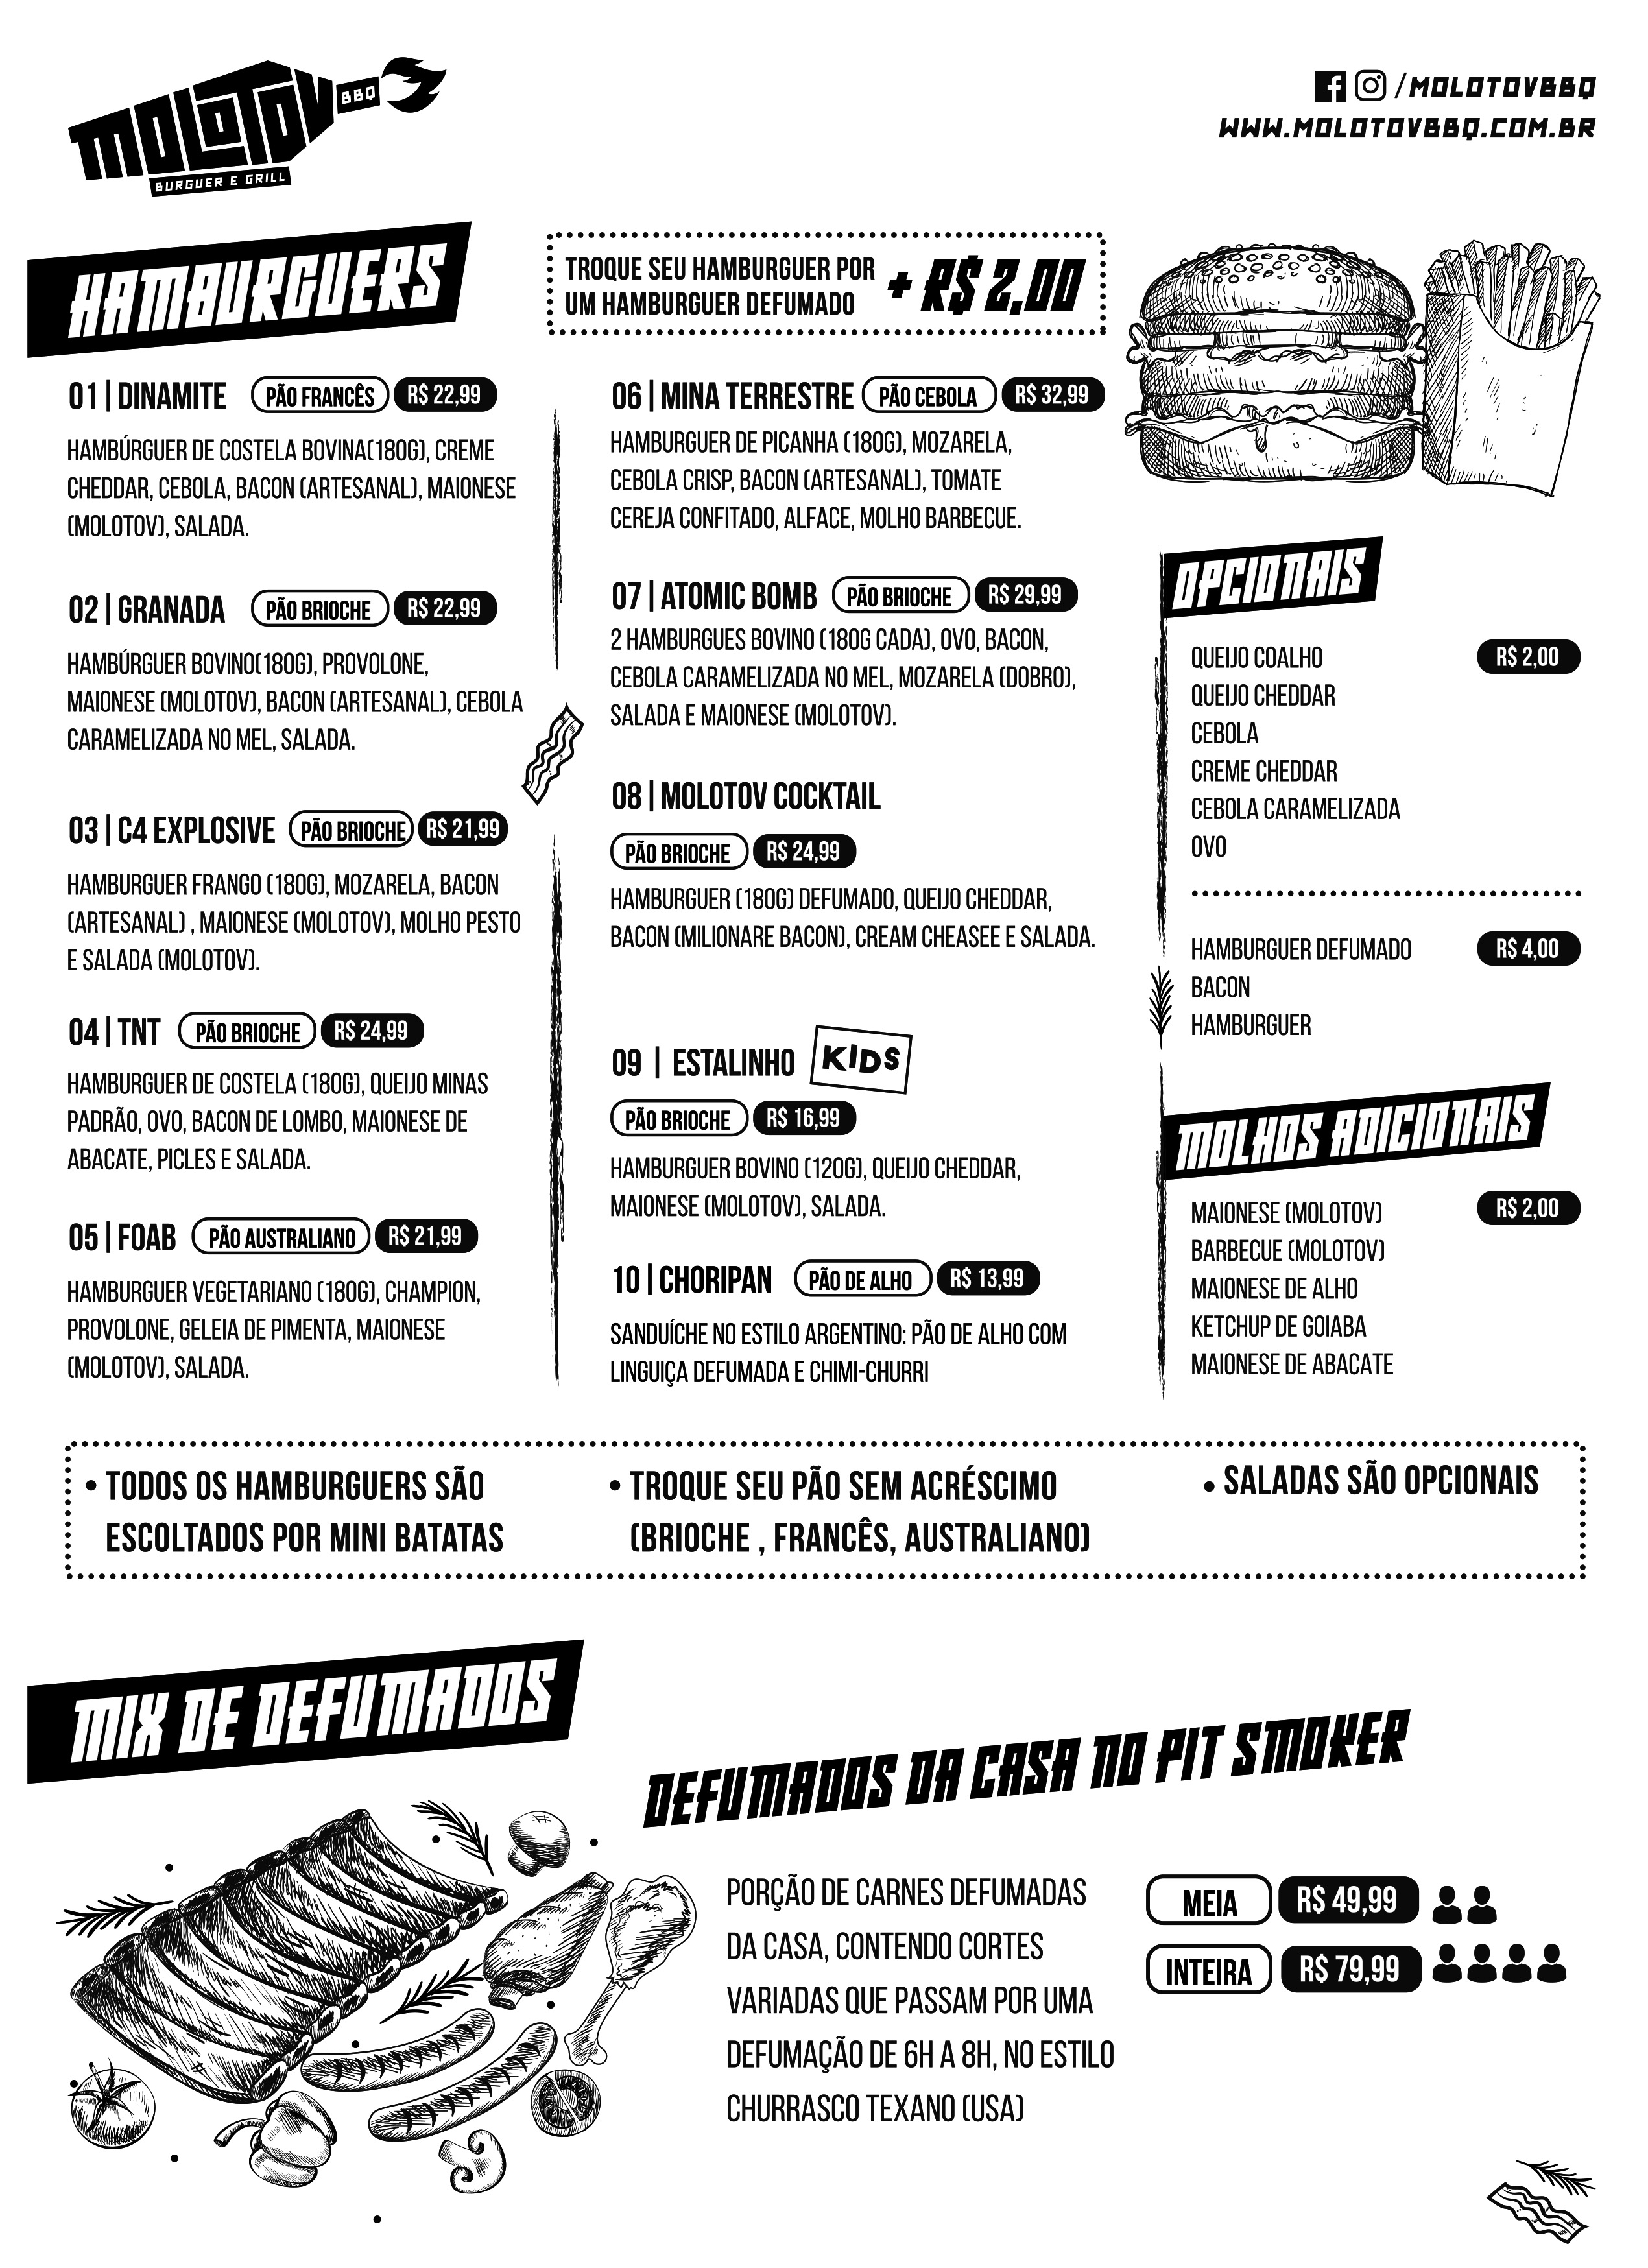 MOLOTOV
BBQ
BURGUER E GRILL
/MOLOTOVBBQ
WWW.MOLOTOVBBQ.COM.BR
HAMBURGUERS
TROQUE SEU HAMBURGUER POR
UM HAMBURGUER DEFUMADO
+ R$ 2,00
01 | DINAMITE PÃO FRANCÊS R$ 22,99
HAMBÚRGUER DE COSTELA BOVINA(180G), CREME
CHEDDAR, CEBOLA, BACON (ARTESANAL), MAIONESE
(MOLOTOV), SALADA.
02 | GRANADA PÃO BRIOCHE R$ 22,99
HAMBÚRGUER BOVINO(180G), PROVOLONE,
MAIONESE (MOLOTOV), BACON (ARTESANAL), CEBOLA
CARAMELIZADA NO MEL, SALADA.
03 | C4 EXPLOSIVE PÃO BRIOCHE R$ 21,99
HAMBURGUER FRANGO (180G), MOZARELA, BACON
(ARTESANAL) , MAIONESE (MOLOTOV), MOLHO PESTO
E SALADA (MOLOTOV).
04 | TNT PÃO BRIOCHE R$ 24,99
HAMBURGUER DE COSTELA (180G), QUEIJO MINAS
PADRÃO, OVO, BACON DE LOMBO, MAIONESE DE
ABACATE, PICLES E SALADA.
05 | FOAB PÃO AUSTRALIANO R$ 21,99
HAMBURGUER VEGETARIANO (180G), CHAMPION,
PROVOLONE, GELEIA DE PIMENTA, MAIONESE
(MOLOTOV), SALADA.
06 | MINA TERRESTRE PÃO CEBOLA R$ 32,99
HAMBURGUER DE PICANHA (180G), MOZARELA,
CEBOLA CRISP, BACON (ARTESANAL), TOMATE
CEREJA CONFITADO, ALFACE, MOLHO BARBECUE.
07 | ATOMIC BOMB PÃO BRIOCHE R$ 29,99
2 HAMBURGUES BOVINO (180G CADA), OVO, BACON,
CEBOLA CARAMELIZADA NO MEL, MOZARELA (DOBRO),
SALADA E MAIONESE (MOLOTOV).
08 | MOLOTOV COCKTAIL
PÃO BRIOCHE R$ 24,99
HAMBURGUER (180G) DEFUMADO, QUEIJO CHEDDAR,
BACON (MILIONARE BACON), CREAM CHEASEE E SALADA.
09 | ESTALINHO KIDS
PÃO BRIOCHE R$ 16,99
HAMBURGUER BOVINO (120G), QUEIJO CHEDDAR,
MAIONESE (MOLOTOV), SALADA.
10 | CHORIPAN PÃO DE ALHO R$ 13,99
SANDUÍCHE NO ESTILO ARGENTINO: PÃO DE ALHO COM
LINGUIÇA DEFUMADA E CHIMI-CHURRI
OPCIONAIS
QUEIJO COALHO R$ 2,00
QUEIJO CHEDDAR
CEBOLA
CREME CHEDDAR
CEBOLA CARAMELIZADA
OVO
HAMBURGUER DEFUMADO R$ 4,00
BACON
HAMBURGUER
MOLHOS ADICIONAIS
MAIONESE (MOLOTOV) R$ 2,00
BARBECUE (MOLOTOV)
MAIONESE DE ALHO
KETCHUP DE GOIABA
MAIONESE DE ABACATE
• TODOS OS HAMBURGUERS SÃO
ESCOLTADOS POR MINI BATATAS
• TROQUE SEU PÃO SEM ACRÉSCIMO
(BRIOCHE , FRANCÊS, AUSTRALIANO)
• SALADAS SÃO OPCIONAIS
MIX DE DEFUMADOS
DEFUMADOS DA CASA NO PIT SMOKER
PORÇÃO DE CARNES DEFUMADAS
DA CASA, CONTENDO CORTES
VARIADAS QUE PASSAM POR UMA
DEFUMAÇÃO DE 6H A 8H, NO ESTILO
CHURRASCO TEXANO (USA)
MEIA R$ 49,99
INTEIRA R$ 79,99